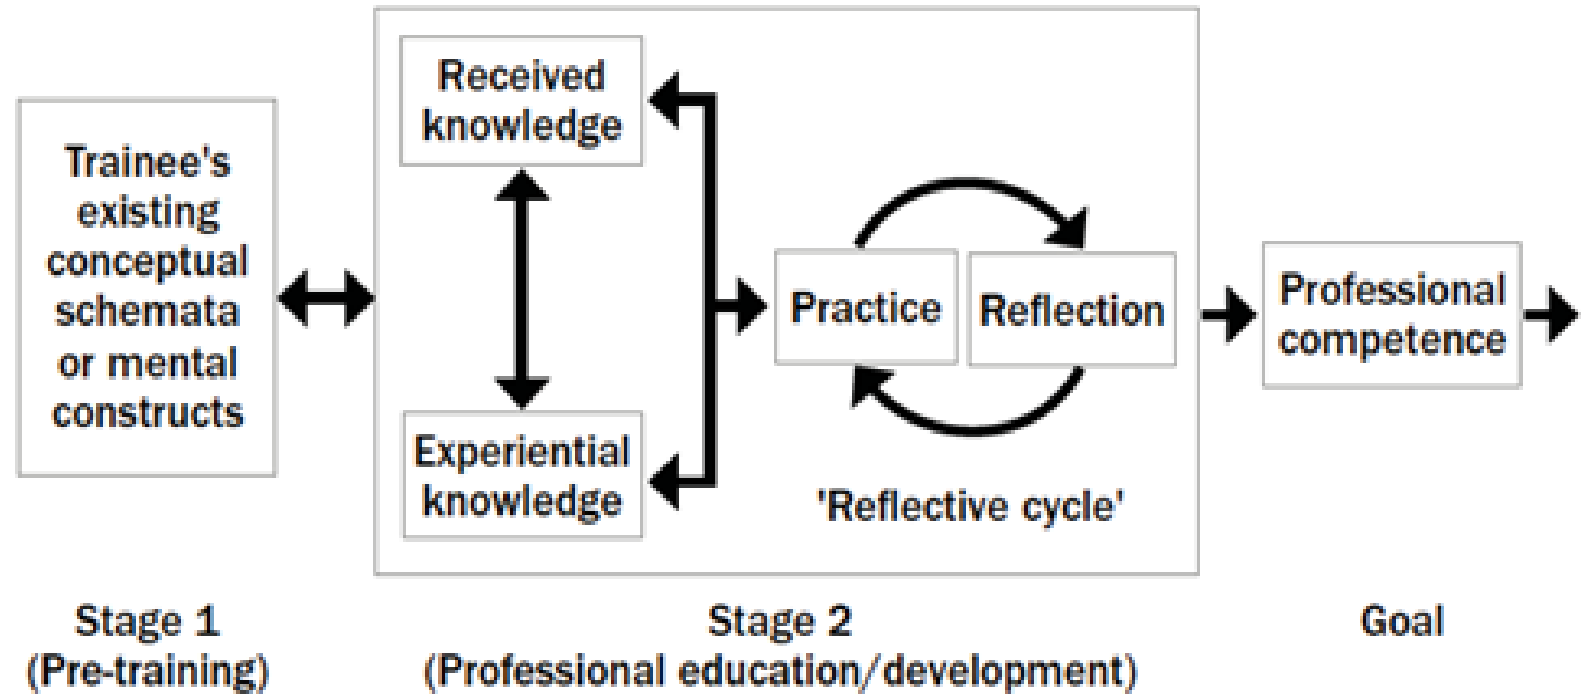 Trainee's
existing
conceptual
schemata
or mental
constructs
Received
knowledge
Experiential
knowledge
Practice
Reflection
'Reflective cycle'
Professional
competence
Stage 1
(Pre-training)
Stage 2
(Professional education/development)
Goal